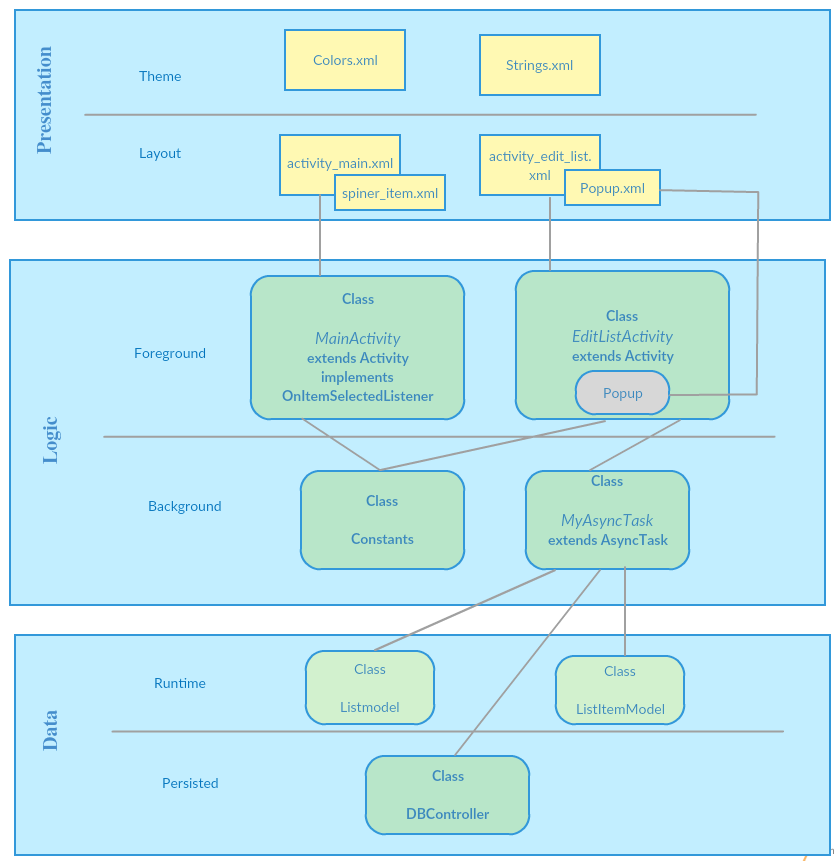 Presentation
Theme
Colors.xml
Strings.xml
Layout
activity_main.xml
spiner_item.xml
activity_edit_list.
xml
Popup.xml
Logic
Foreground
Class
MainActivity
extends Activity
implements
OnItemSelectedListener
Class
EditListActivity
extends Activity
Popup
Background
Class
Constants
Class
MyAsyncTask
extends AsyncTask
Data
Runtime
Class
Listmodel
Class
ListItemModel
Persisted
Class
DBController